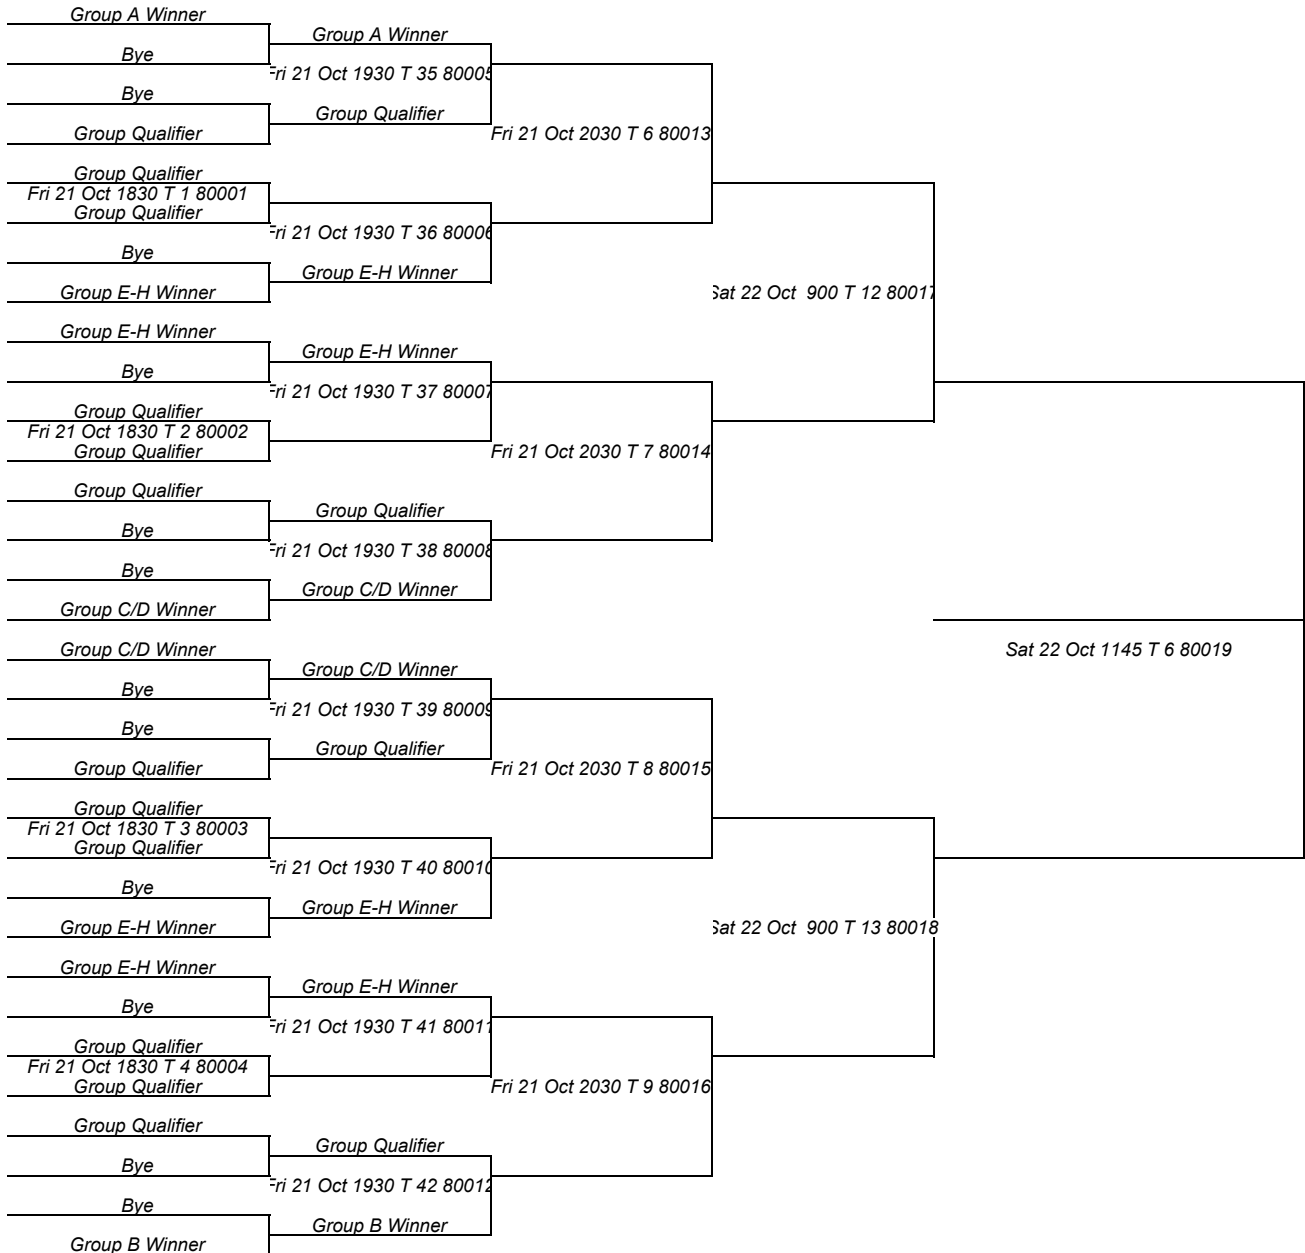 Group A Winner
Bye
Bye
Group Qualifier
Group Qualifier
Fri 21 Oct 1830 T 1 80001
Group Qualifier
Bye
Group E-H Winner
Group E-H Winner
Bye
Group Qualifier
Fri 21 Oct 1830 T 2 80002
Group Qualifier
Group Qualifier
Bye
Bye
Group C/D Winner
Group C/D Winner
Bye
Bye
Group Qualifier
Group Qualifier
Fri 21 Oct 1830 T 3 80003
Group Qualifier
Bye
Group E-H Winner
Group E-H Winner
Bye
Group Qualifier
Fri 21 Oct 1830 T 4 80004
Group Qualifier
Group Qualifier
Bye
Bye
Group B Winner
Group A Winner
Fri 21 Oct 1930 T 35 80005
Group Qualifier
Fri 21 Oct 1930 T 36 80006
Group E-H Winner
Group E-H Winner
Fri 21 Oct 1930 T 37 80007
Group Qualifier
Fri 21 Oct 1930 T 38 80008
Group C/D Winner
Group C/D Winner
Fri 21 Oct 1930 T 39 80009
Group Qualifier
Fri 21 Oct 1930 T 40 80010
Group E-H Winner
Group E-H Winner
Fri 21 Oct 1930 T 41 80011
Group Qualifier
Fri 21 Oct 1930 T 42 80012
Group B Winner
Fri 21 Oct 2030 T 6 80013
Fri 21 Oct 2030 T 7 80014
Fri 21 Oct 2030 T 8 80015
Fri 21 Oct 2030 T 9 80016
Sat 22 Oct 900 T 12 80017
Sat 22 Oct 900 T 13 80018
Sat 22 Oct 1145 T 6 80019